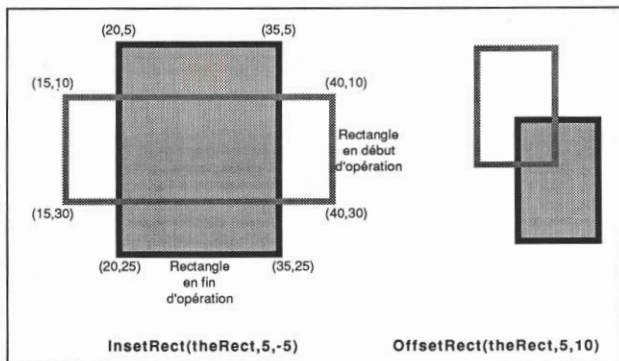 (20,5) (35,5)
(15,10) (40,10)
Rectangle
en début
d'opération
(15,30) (40,30)
(20,25) (35,25)
Rectangle
en fin
d'opération
InsetRect(theRect,5,-5) OffsetRect(theRect,5,10)